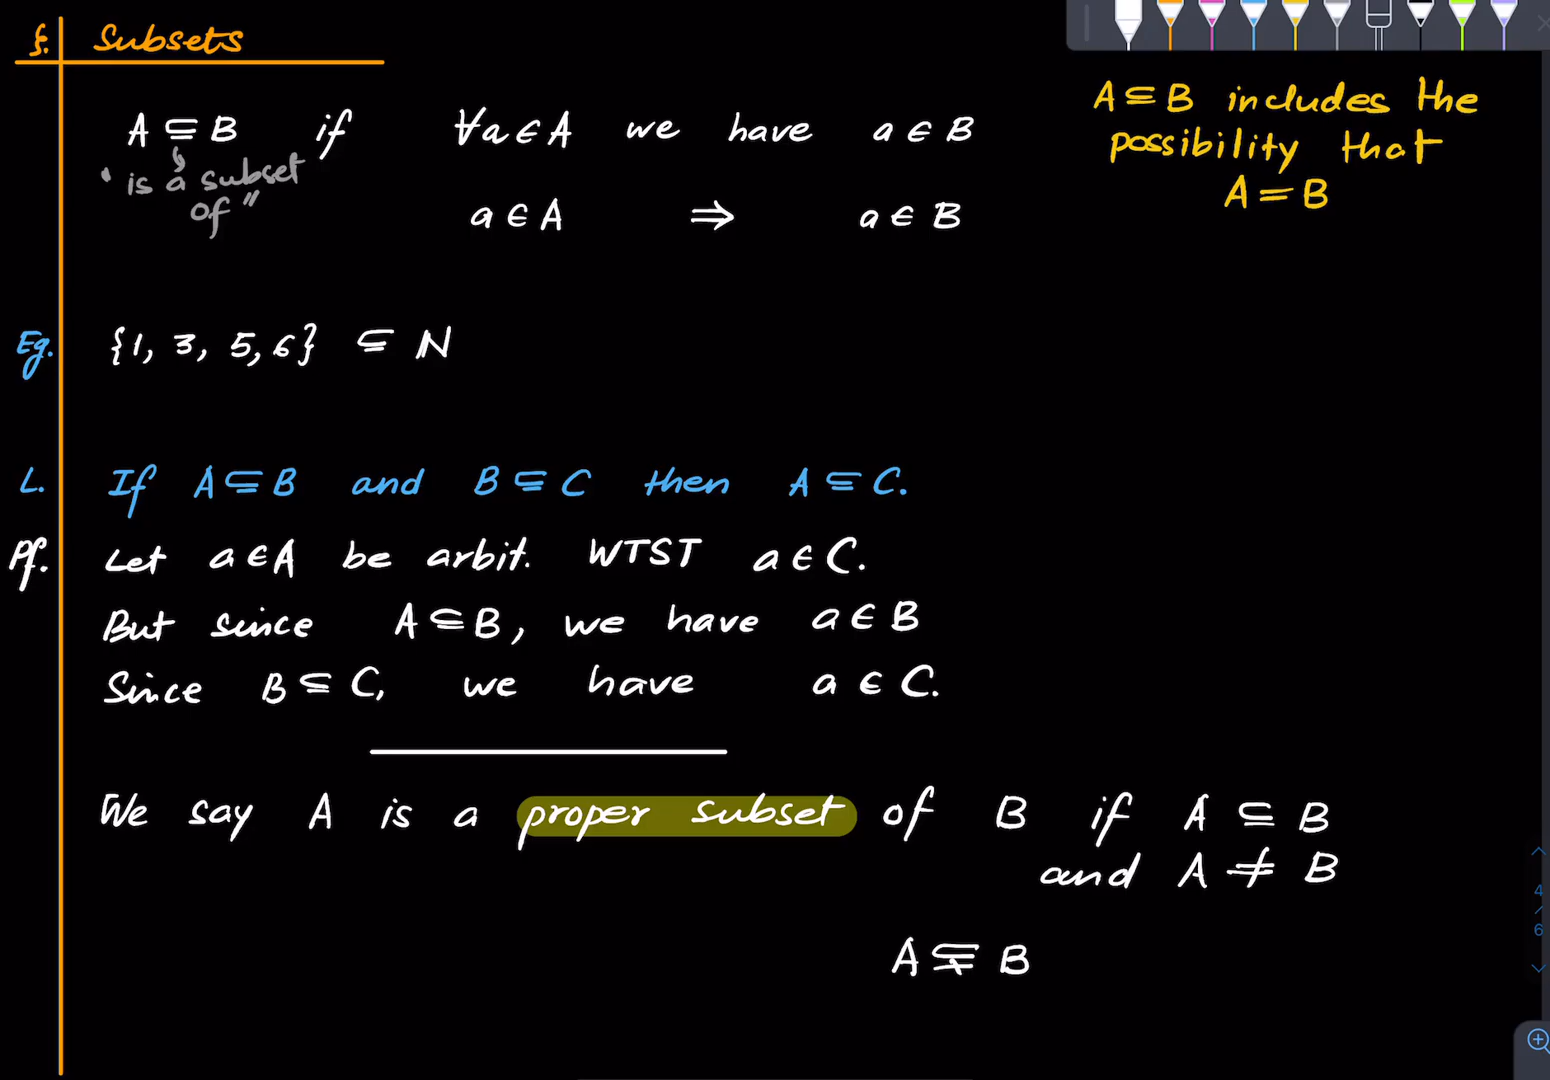 §. Subsets
A ⊆ B if ∀a ∈ A we have a ∈ B
"is a subset
of"
a ∈ A ⇒ a ∈ B
A ⊆ B includes the
possibility that
A = B
Eg. {1, 3, 5, 6} ⊆ N
L. If A ⊆ B and B ⊆ C then A ⊆ C.
Pf. Let a ∈ A be arbit. WTST a ∈ C.
But since A ⊆ B, we have a ∈ B
Since B ⊆ C, we have a ∈ C.
We say A is a proper subset of B if A ⊆ B
and A ≠ B
A ⊊ B
4
/
6